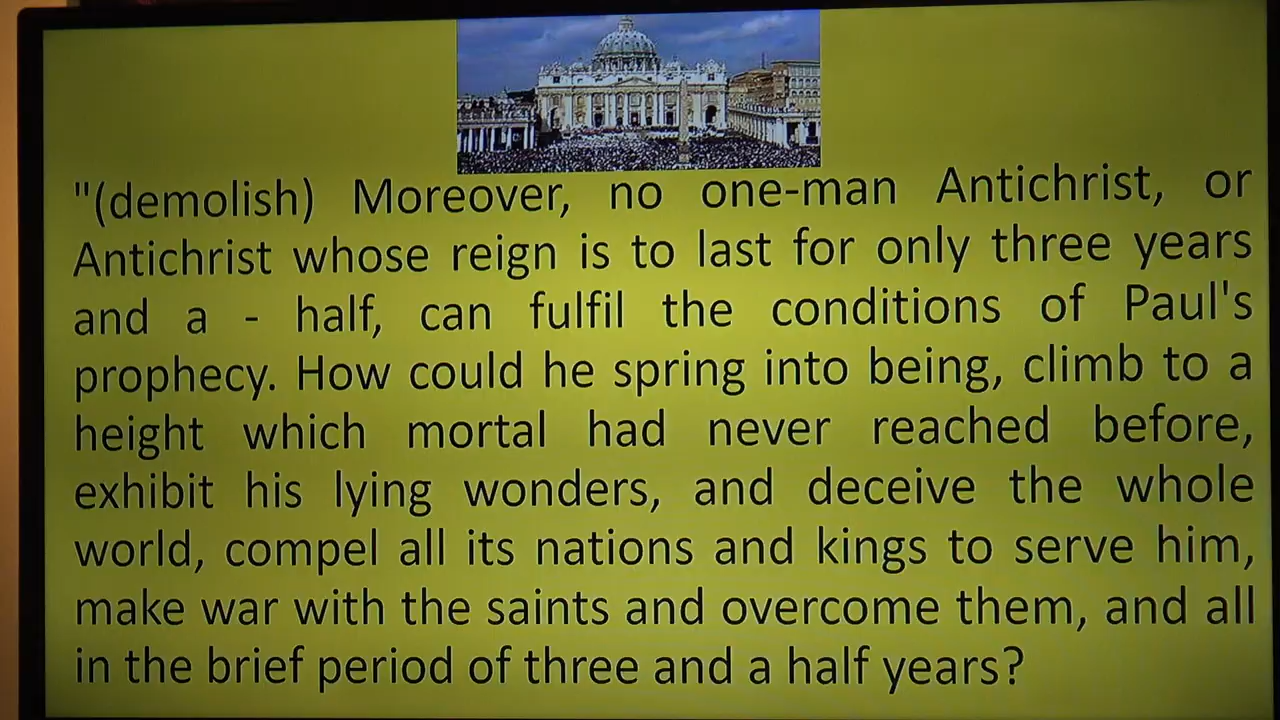 "(demolish) Moreover, no one-man Antichrist, or
Antichrist whose reign is to last for only three years
and a - half, can fulfil the conditions of Paul's
prophecy. How could he spring into being, climb to a
height which mortal had never reached before,
exhibit his lying wonders, and deceive the whole
world, compel all its nations and kings to serve him,
make war with the saints and overcome them, and all
in the brief period of three and a half years?